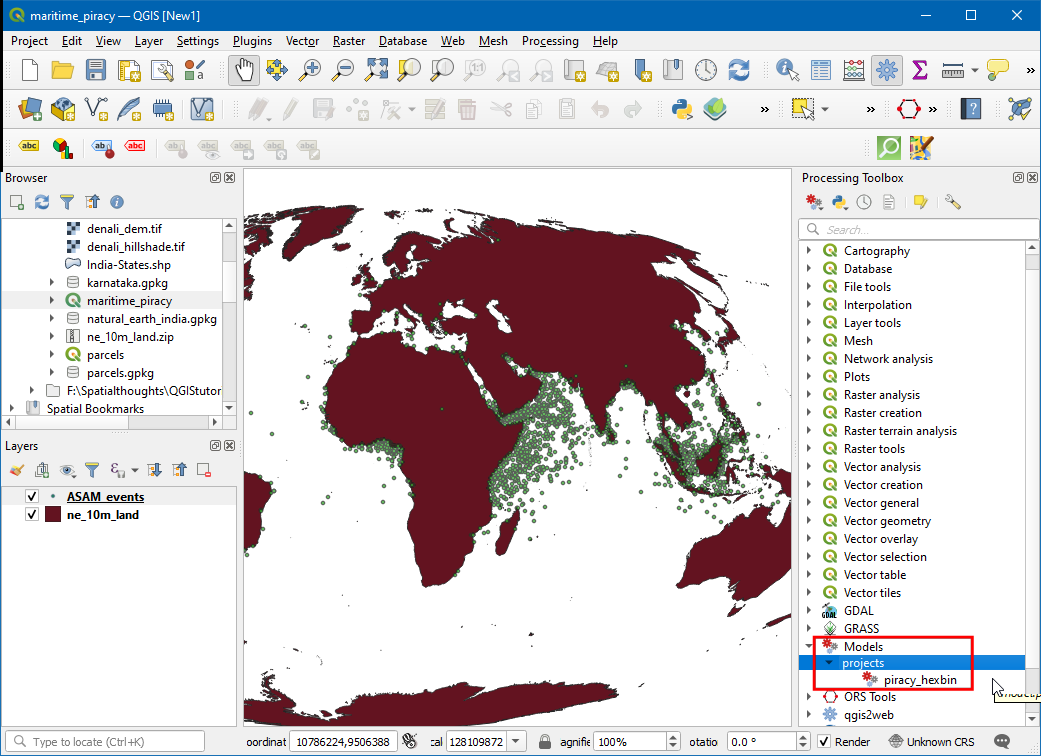 maritime_piracy — QGIS [New1]
Project Edit View Layer Settings Plugins Vector Raster Database Web Mesh Processing Help
Browser
denali_dem.tif
denali_hillshade.tif
India-States.shp
karnataka.gpkg
maritime_piracy
natural_earth_india.gpkg
ne_10m_land.zip
parcels
parcels.gpkg
F:\Spatialthoughts\QGIStutor
Spatial Bookmarks
Layers
ASAM_events
ne_10m_land
Processing Toolbox
Search...
Cartography
Database
File tools
Interpolation
Layer tools
Mesh
Network analysis
Plots
Raster analysis
Raster creation
Raster terrain analysis
Raster tools
Vector analysis
Vector creation
Vector general
Vector geometry
Vector overlay
Vector selection
Vector table
Vector tiles
GDAL
GRASS
Models
projects
piracy_hexbin
ORS Tools
qgis2web
Type to locate (Ctrl+K) oordinat 10786224,9506388 cal 128109872 agnifie 100% otatio 0.0 ° Render Unknown CRS